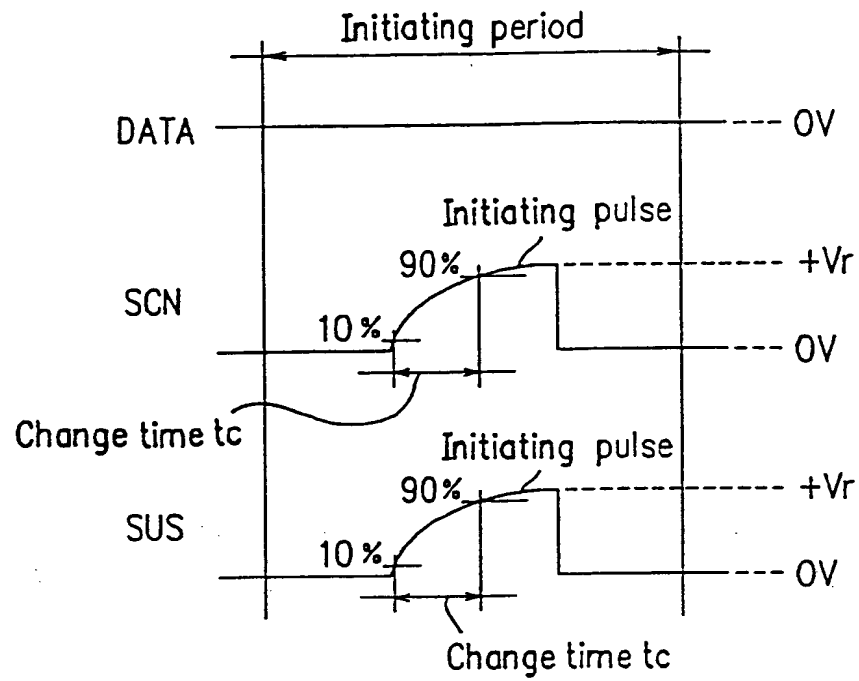 Initiating period
DATA
0V
Initiating pulse
90%
+Vr
SCN
10%
0V
Change time tc
Initiating pulse
90%
+Vr
SUS
10%
0V
Change time tc